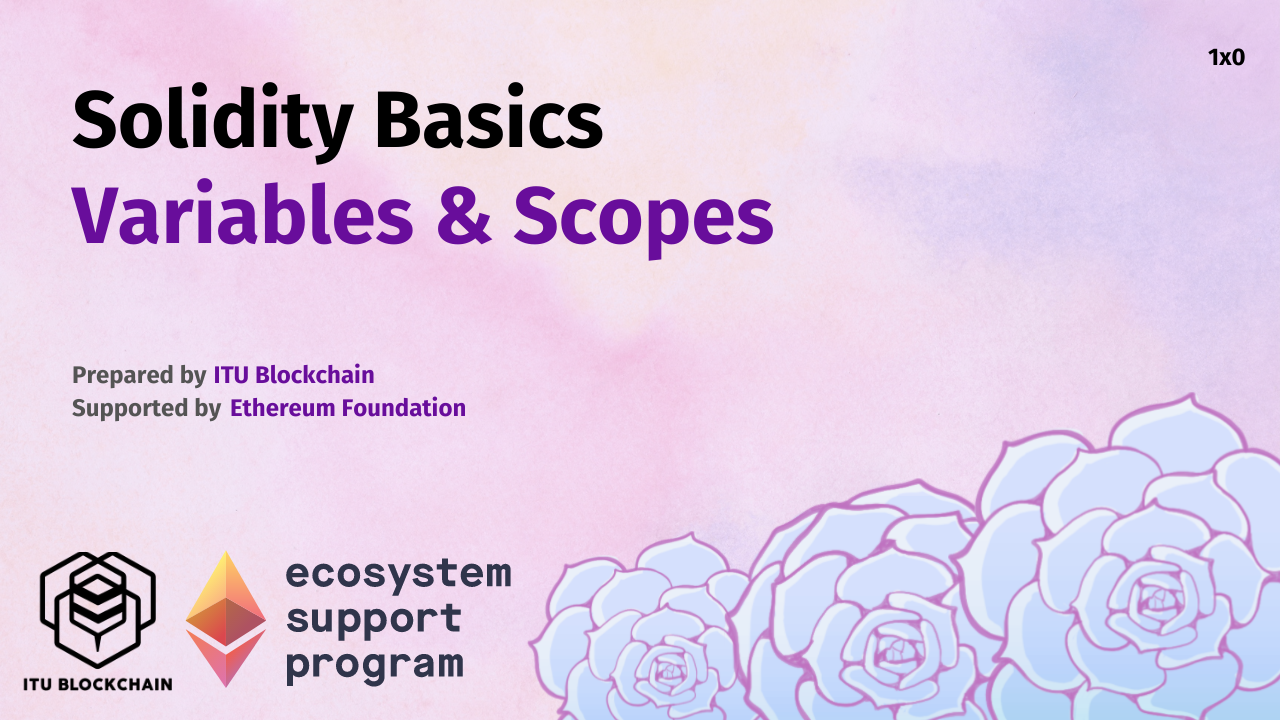 1x0
Solidity Basics
Variables & Scopes
Prepared by ITU Blockchain
Supported by Ethereum Foundation
ITU BLOCKCHAIN
ecosystem
support
program